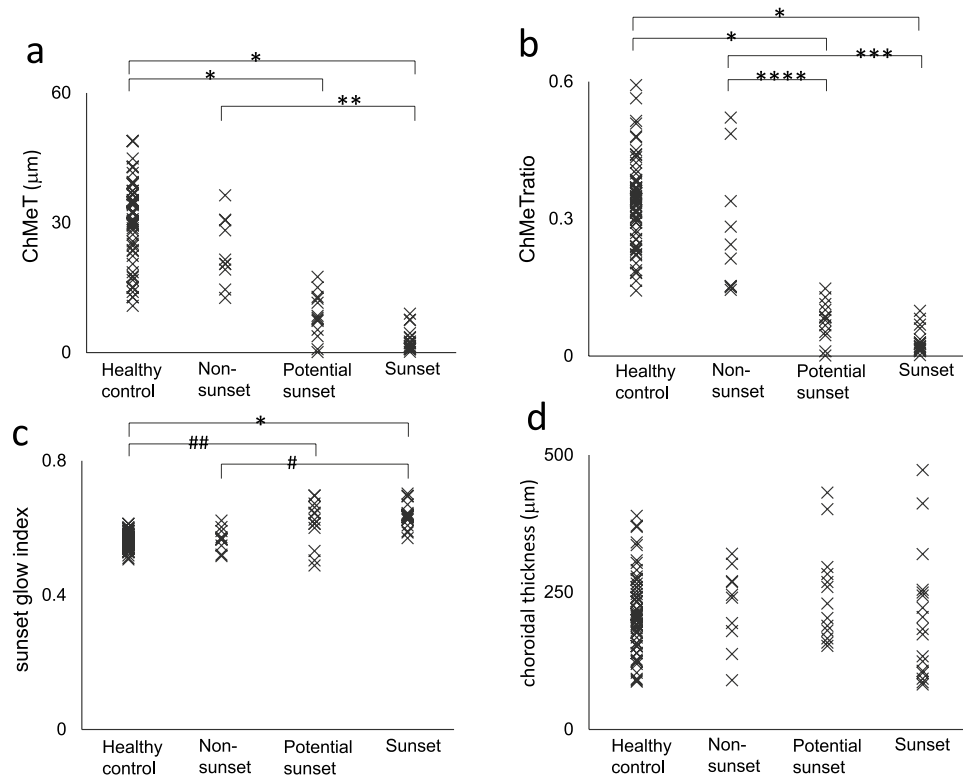 a
*
*
**
60
30
0
ChMeT (μm)
Healthy
control
Non-
sunset
Potential
sunset
Sunset
b
*
*
***
****
0.6
0.3
0
ChMeTratio
Healthy
control
Non-
sunset
Potential
sunset
Sunset
c
*
##
#
0.8
0.4
0
sunset glow index
Healthy
control
Non-
sunset
Potential
sunset
Sunset
d
500
250
0
choroidal thickness (μm)
Healthy
control
Non-
sunset
Potential
sunset
Sunset